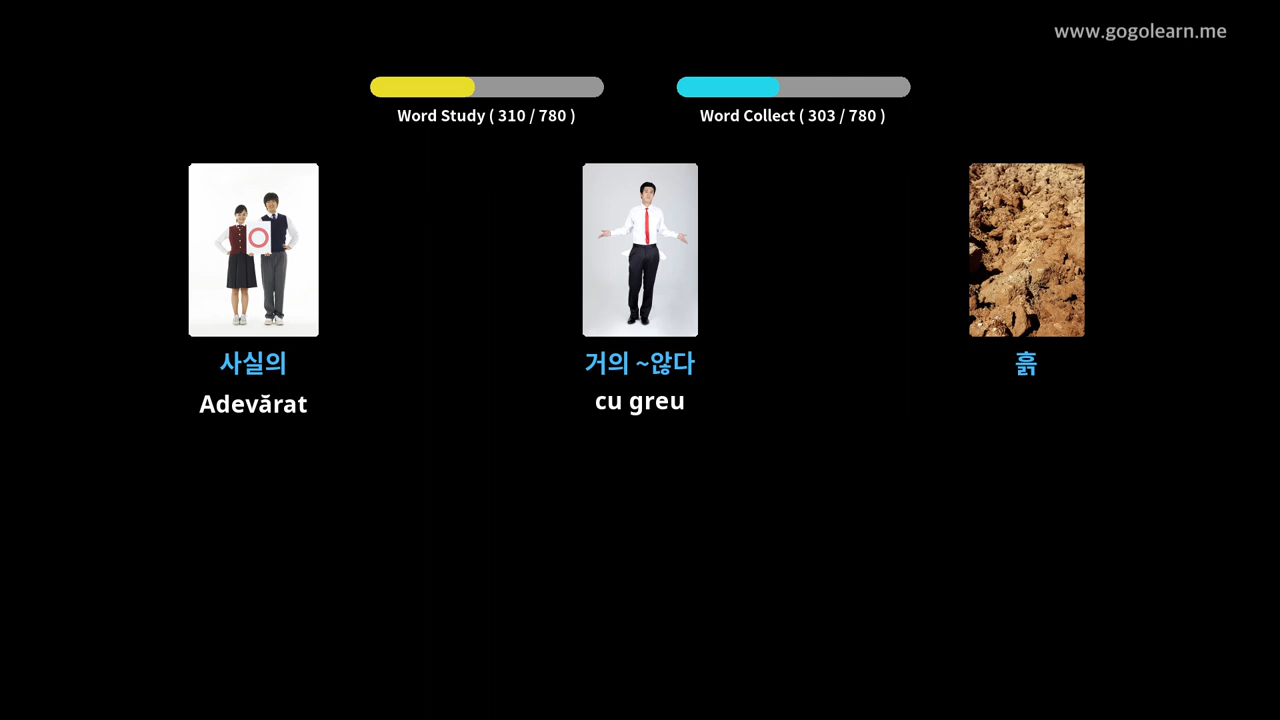 www.gogolearn.me
Word Study ( 310 / 780 )
Word Collect ( 303 / 780 )
사실의
거의 ~않다
흙
Adevărat
cu greu